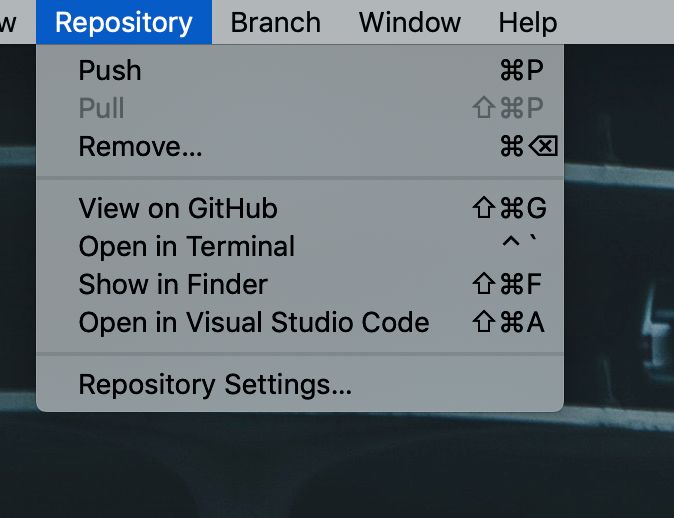 w Repository Branch Window Help
Push ⌘P
Pull ⇧⌘P
Remove... ⌘⌫
View on GitHub ⇧⌘G
Open in Terminal ^`
Show in Finder ⇧⌘F
Open in Visual Studio Code ⇧⌘A
Repository Settings...